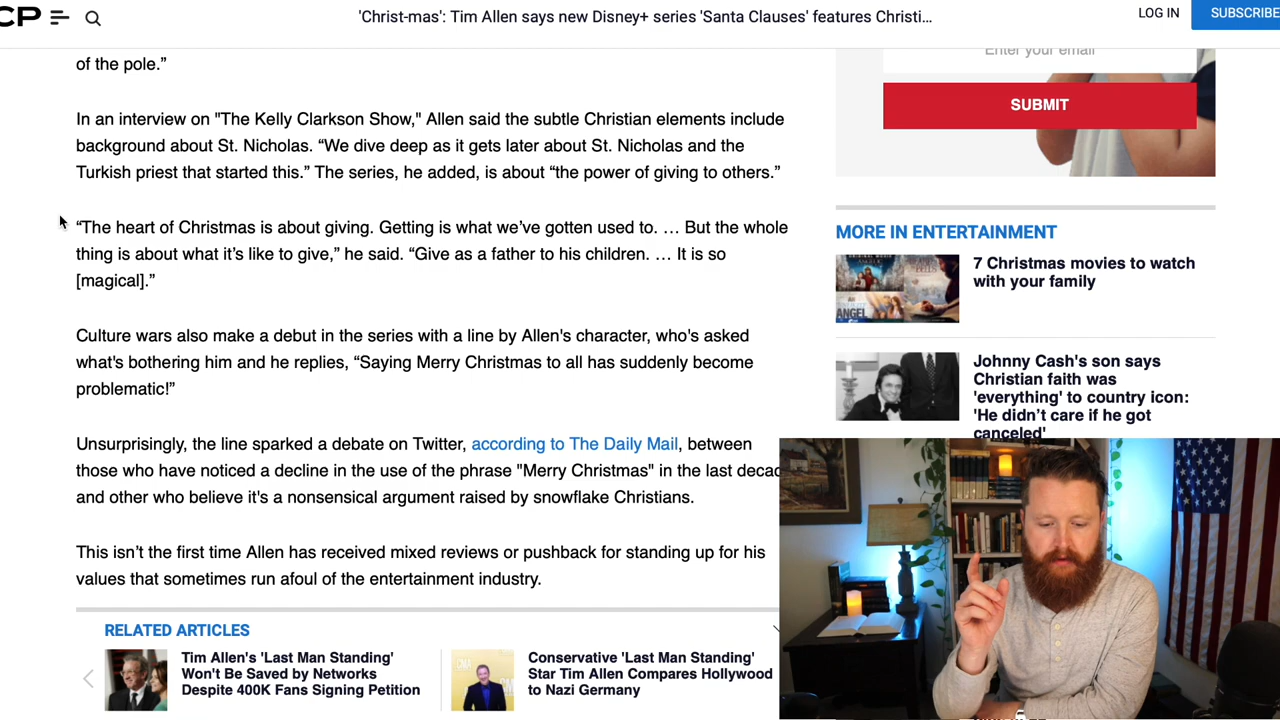 CP
'Christ-mas': Tim Allen says new Disney+ series 'Santa Clauses' features Christi…
LOG IN
SUBSCRIBE
of the pole.”
In an interview on "The Kelly Clarkson Show," Allen said the subtle Christian elements include
background about St. Nicholas. “We dive deep as it gets later about St. Nicholas and the
Turkish priest that started this.” The series, he added, is about “the power of giving to others.”
“The heart of Christmas is about giving. Getting is what we’ve gotten used to. … But the whole
thing is about what it’s like to give,” he said. “Give as a father to his children. … It is so
[magical].”
Culture wars also make a debut in the series with a line by Allen's character, who's asked
what's bothering him and he replies, “Saying Merry Christmas to all has suddenly become
problematic!”
Unsurprisingly, the line sparked a debate on Twitter, according to The Daily Mail, between
those who have noticed a decline in the use of the phrase "Merry Christmas" in the last decad
and other who believe it's a nonsensical argument raised by snowflake Christians.
This isn’t the first time Allen has received mixed reviews or pushback for standing up for his
values that sometimes run afoul of the entertainment industry.
RELATED ARTICLES
Tim Allen's 'Last Man Standing'
Won't Be Saved by Networks
Despite 400K Fans Signing Petition
Conservative 'Last Man Standing'
Star Tim Allen Compares Hollywood
to Nazi Germany
Enter your email
SUBMIT
MORE IN ENTERTAINMENT
7 Christmas movies to watch
with your family
Johnny Cash's son says
Christian faith was
'everything' to country icon:
'He didn’t care if he got
canceled'